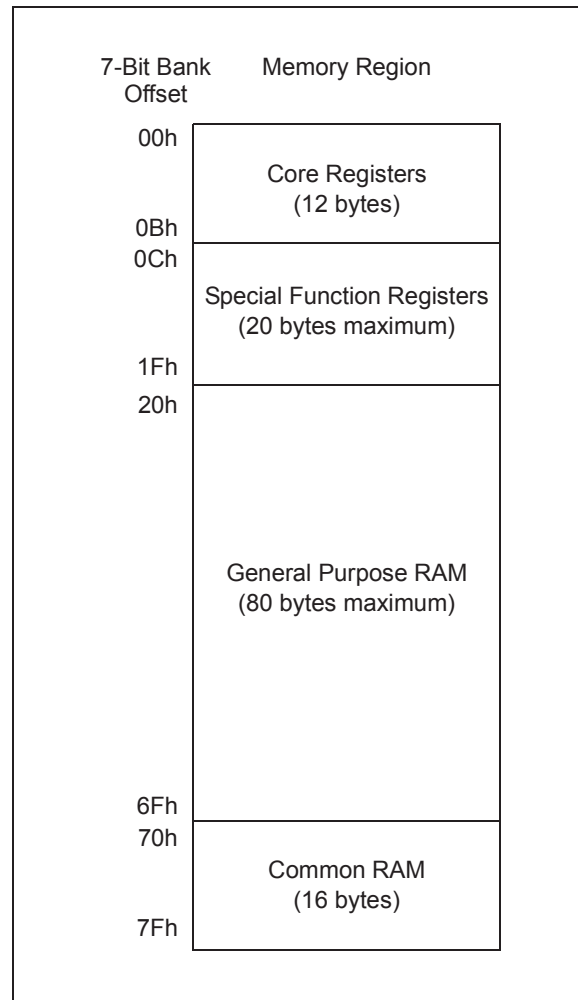 7-Bit Bank Offset
Memory Region
00h
Core Registers
(12 bytes)
0Bh
0Ch
Special Function Registers
(20 bytes maximum)
1Fh
20h
General Purpose RAM
(80 bytes maximum)
6Fh
70h
Common RAM
(16 bytes)
7Fh